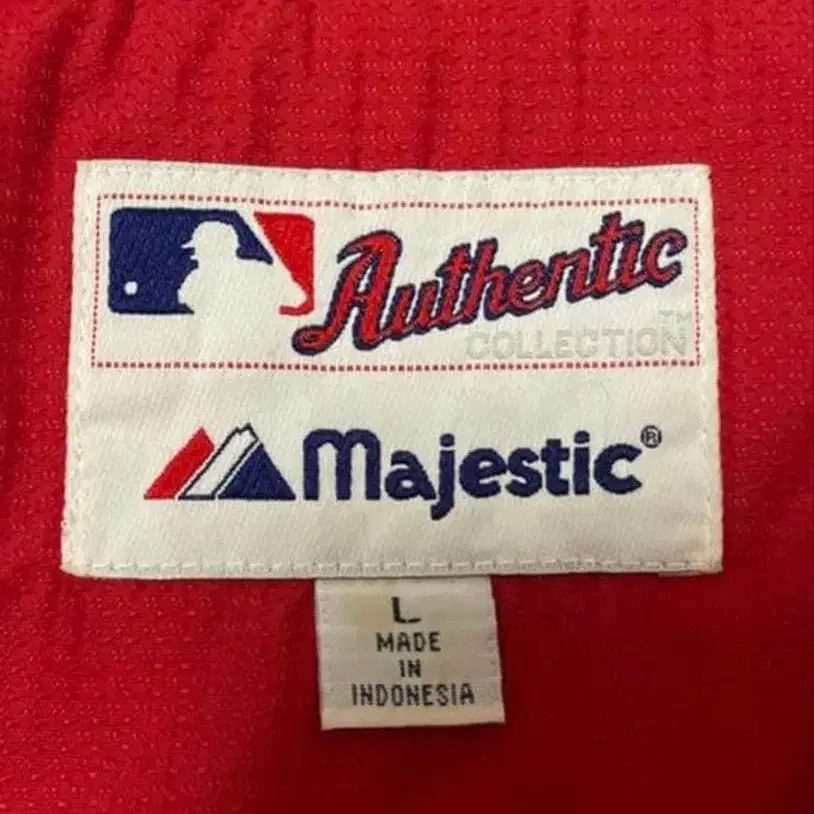 Authentic
COLLECTION™
Majestic®
L
MADE
IN
INDONESIA